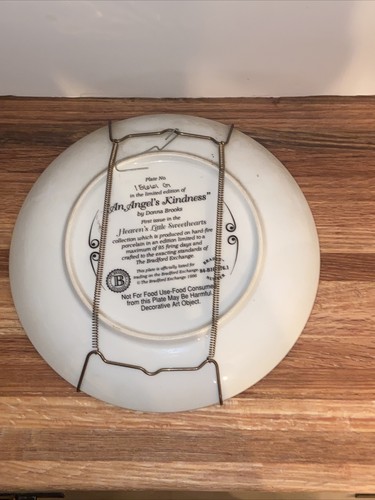 Plate No.
in the limited edition of
"An Angel's Kindness"
by Donna Brooks
First issue in the
Heaven's Little Sweethearts
collection which is produced on hard-fire
porcelain in an edition limited to a
maximum of 95 firing days and
crafted to the exacting standards of
The Bradford Exchange.
This plate is officially listed for
trading on the Bradford Exchange
© The Bradford Exchange
B
Not For Food Use-Food Consumed
from this Plate May Be Harmful.
Decorative Art Object.